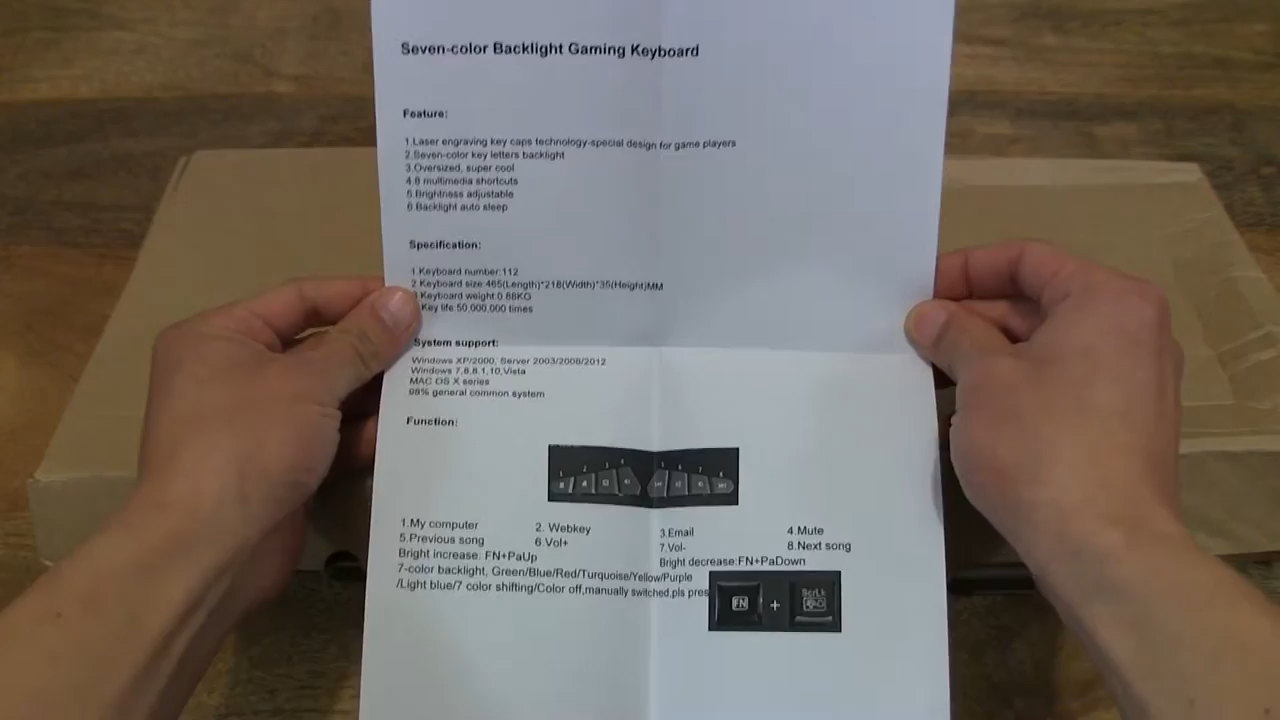 Seven-color Backlight Gaming Keyboard
Feature:
1.Laser engraving key caps technology-special design for game players
2.Seven-color key letters backlight
3.Oversized, super cool
4.8 multimedia shortcuts
5.Brightness adjustable
6.Backlight auto sleep
Specification:
1.Keyboard number:112
2 Keyboard size:465(Length)*218(Width)*35(Height)MM
Keyboard weight:0.88KG
Key life:50,000,000 times
System support:
Windows XP/2000, Server 2003/2008/2012
Windows 7,8,8.1,10,Vista
MAC OS X series
98% general common system
Function:
1 2 3 4 5 6 7 8
1.My computer 2. Webkey 3.Email 4.Mute
5.Previous song 6.Vol+ 7.Vol- 8.Next song
Bright increase: FN+PaUp Bright decrease:FN+PaDown
7-color backlight, Green/Blue/Red/Turquoise/Yellow/Purple
/Light blue/7 color shifting/Color off,manually switched,pls pres
FN + ScrLk